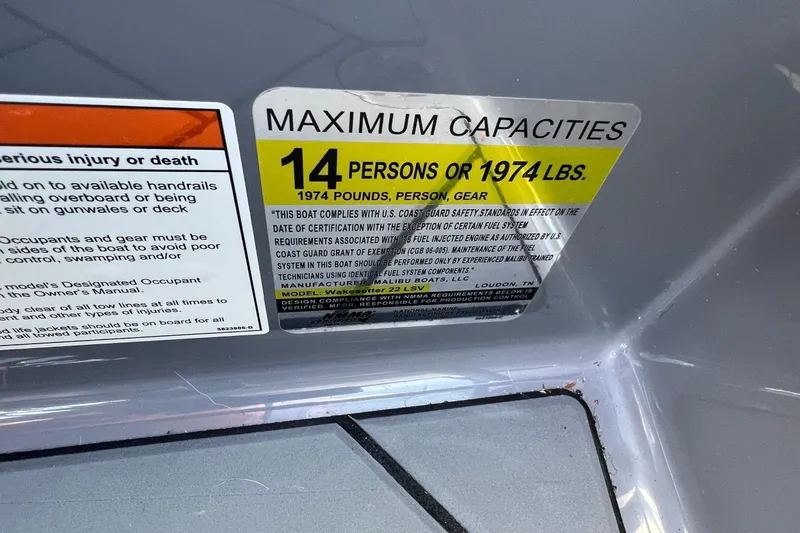 serious injury or death
ld on to available handrails
alling overboard or being
sit on gunwales or deck
Occupants and gear must be
sides of the boat to avoid poor
control, swamping and/or
model's Designated Occupant
n the Owner's Manual.
ody clear of all tow lines at all times to
ent and other types of injuries.
d life jackets should be on board for all
nd all towed participants.
MAXIMUM CAPACITIES
14 PERSONS OR 1974 LBS.
1974 POUNDS, PERSON, GEAR
"THIS BOAT COMPLIES WITH U.S. COAST GUARD SAFETY STANDARDS IN EFFECT ON THE
DATE OF CERTIFICATION WITH THE EXCEPTION OF CERTAIN FUEL SYSTEM
REQUIREMENTS ASSOCIATED WITH ITS FUEL INJECTED ENGINE AS AUTHORIZED BY U.S.
COAST GUARD GRANT OF EXEMPTION (CGB 06-005). MAINTENANCE OF THE FUEL
SYSTEM IN THIS BOAT SHOULD BE PERFORMED ONLY BY EXPERIENCED MALIBU TRAINED
TECHNICIANS USING IDENTICAL FUEL SYSTEM COMPONENTS."
MANUFACTURER: MALIBU BOATS, LLC LOUDON, TN
MODEL: Wakesetter 22 LSV
DESIGN COMPLIANCE WITH NMMA REQUIREMENTS BELOW IS
VERIFIED. MFGR. RESPONSIBLE FOR PRODUCTION CONTROL
NMMA